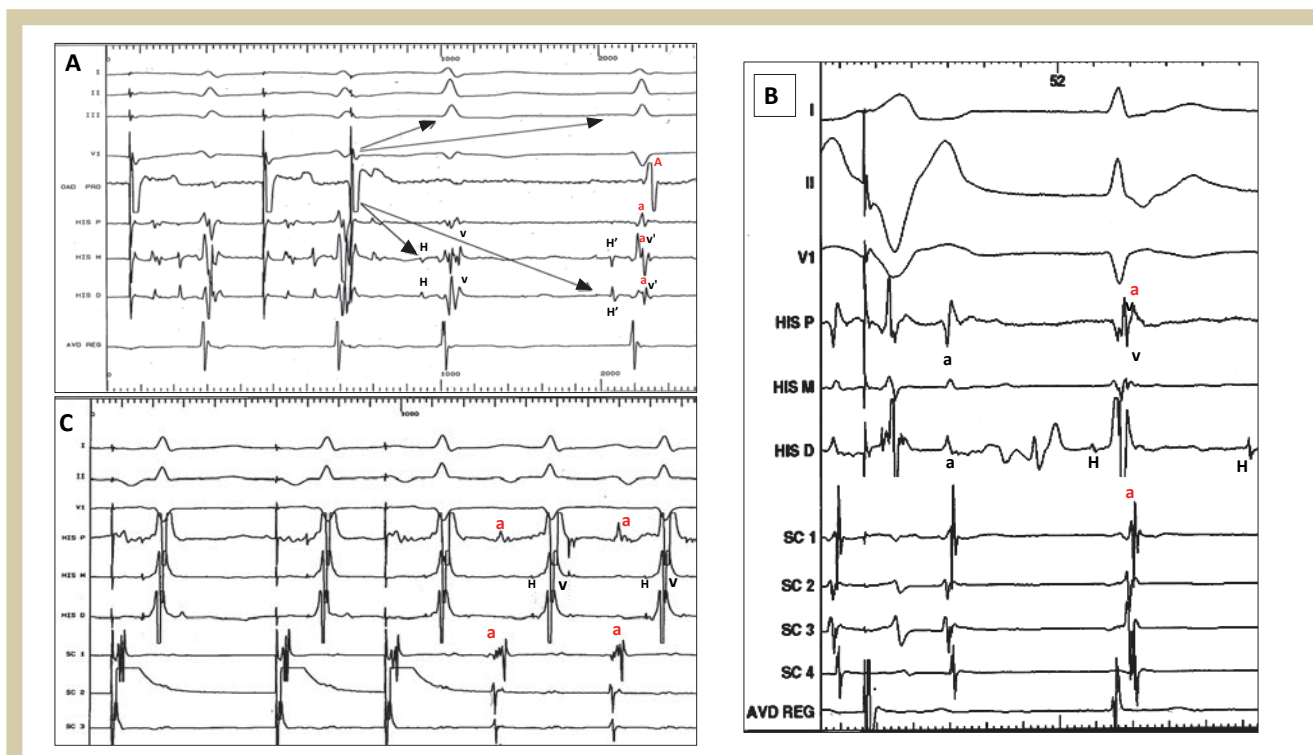 A
0
1000
2000
I
II
III
V1
OAD PRO
A
HIS P
a
v
HIS M
H
H'
a
v'
HIS D
H
v
H'
a
v'
AVD REG
1000
2000
C
I
II
V1
HIS P
a
a
HIS M
H
v
H
v
HIS D
SC 1
a
a
SC 2
SC 3
B
52
I
II
V1
HIS P
a
a
v
v
HIS M
HIS D
a
H
H
SC 1
a
SC 2
SC 3
SC 4
AVD REG